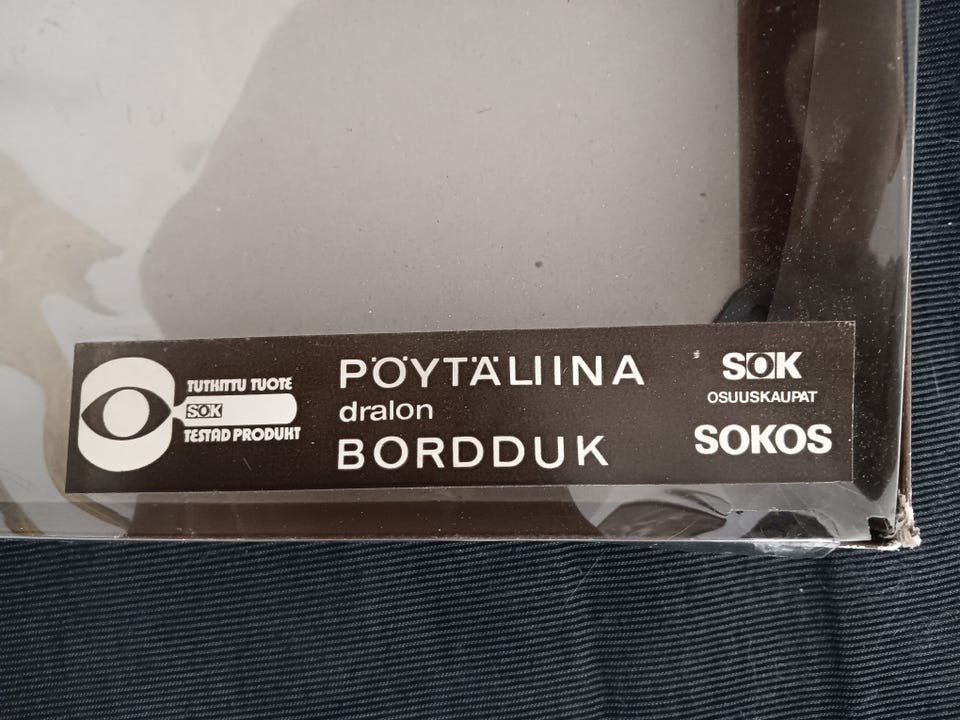 TUTKITTU TUOTE
SOK
TESTAD PRODUKT
PÖYTÄLIINA
dralon
BORDDUK
SOK
OSUUSKAUPAT
SOKOS